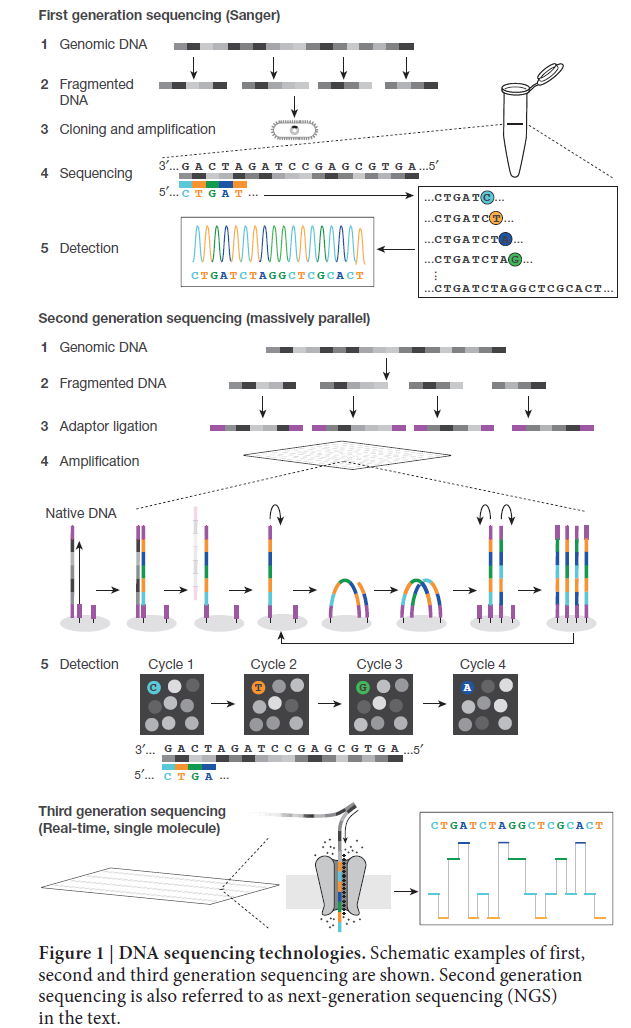 First generation sequencing (Sanger)
1 Genomic DNA
2 Fragmented
DNA
3 Cloning and amplification
4 Sequencing
3′... G A C T A G A T C C G A G C G T G A ...5′
5′... C T G A T ...
...CTGATC...
...CTGATCT...
...CTGATCTA...
...CTGATCTAG...
⋮
...CTGATCTAGGCTCGCACT...
5 Detection
CTGATCTAGGCTCGCACT
Second generation sequencing (massively parallel)
1 Genomic DNA
2 Fragmented DNA
3 Adaptor ligation
4 Amplification
Native DNA
5 Detection
Cycle 1 Cycle 2 Cycle 3 Cycle 4
C T G A
3′... G A C T A G A T C C G A G C G T G A ...5′
5′... C T G A ...
Third generation sequencing
(Real-time, single molecule)
CTGATCTAGGCTCGCACT
Figure 1 | DNA sequencing technologies. Schematic examples of first,
second and third generation sequencing are shown. Second generation
sequencing is also referred to as next-generation sequencing (NGS)
in the text.